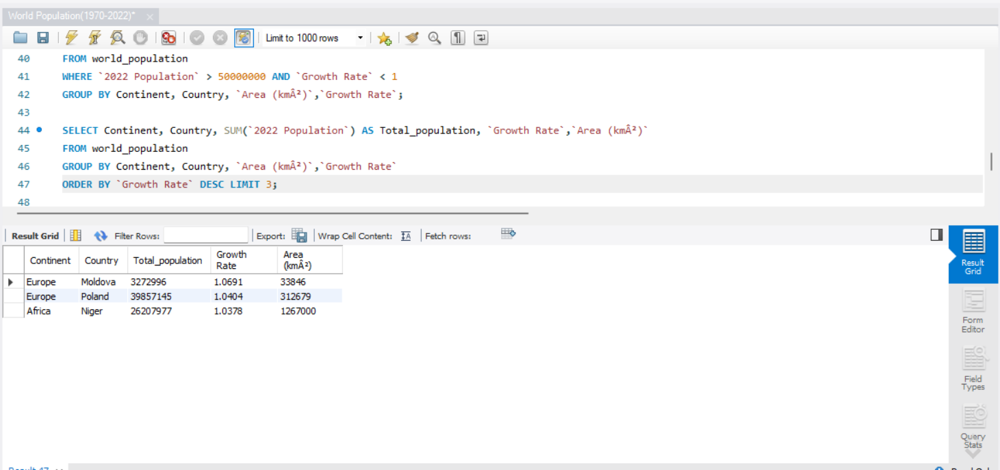 World Population(1970-2022)*
Limit to 1000 rows
40 FROM world_population
41 WHERE `2022 Population` > 50000000 AND `Growth Rate` < 1
42 GROUP BY Continent, Country, `Area (kmÂ²)`,`Growth Rate`;
43
44 SELECT Continent, Country, SUM(`2022 Population`) AS Total_population, `Growth Rate`,`Area (kmÂ²)`
45 FROM world_population
46 GROUP BY Continent, Country, `Area (kmÂ²)`,`Growth Rate`
47 ORDER BY `Growth Rate` DESC LIMIT 3;
48
Result Grid Filter Rows: Export: Wrap Cell Content: Fetch rows:
Continent Country Total_population Growth Rate Area (kmÂ²)
Europe Moldova 3272996 1.0691 33846
Europe Poland 39857145 1.0404 312679
Africa Niger 26207977 1.0378 1267000
Result
Grid
Form
Editor
Field
Types
Query
Stats